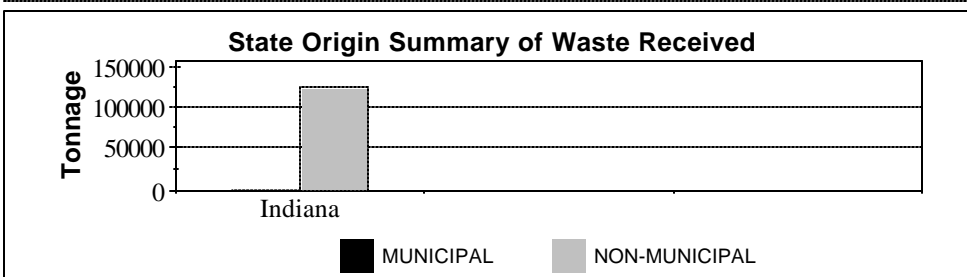 State Origin Summary of Waste Received
Tonnage
150000
100000
50000
0
Indiana
MUNICIPAL NON-MUNICIPAL